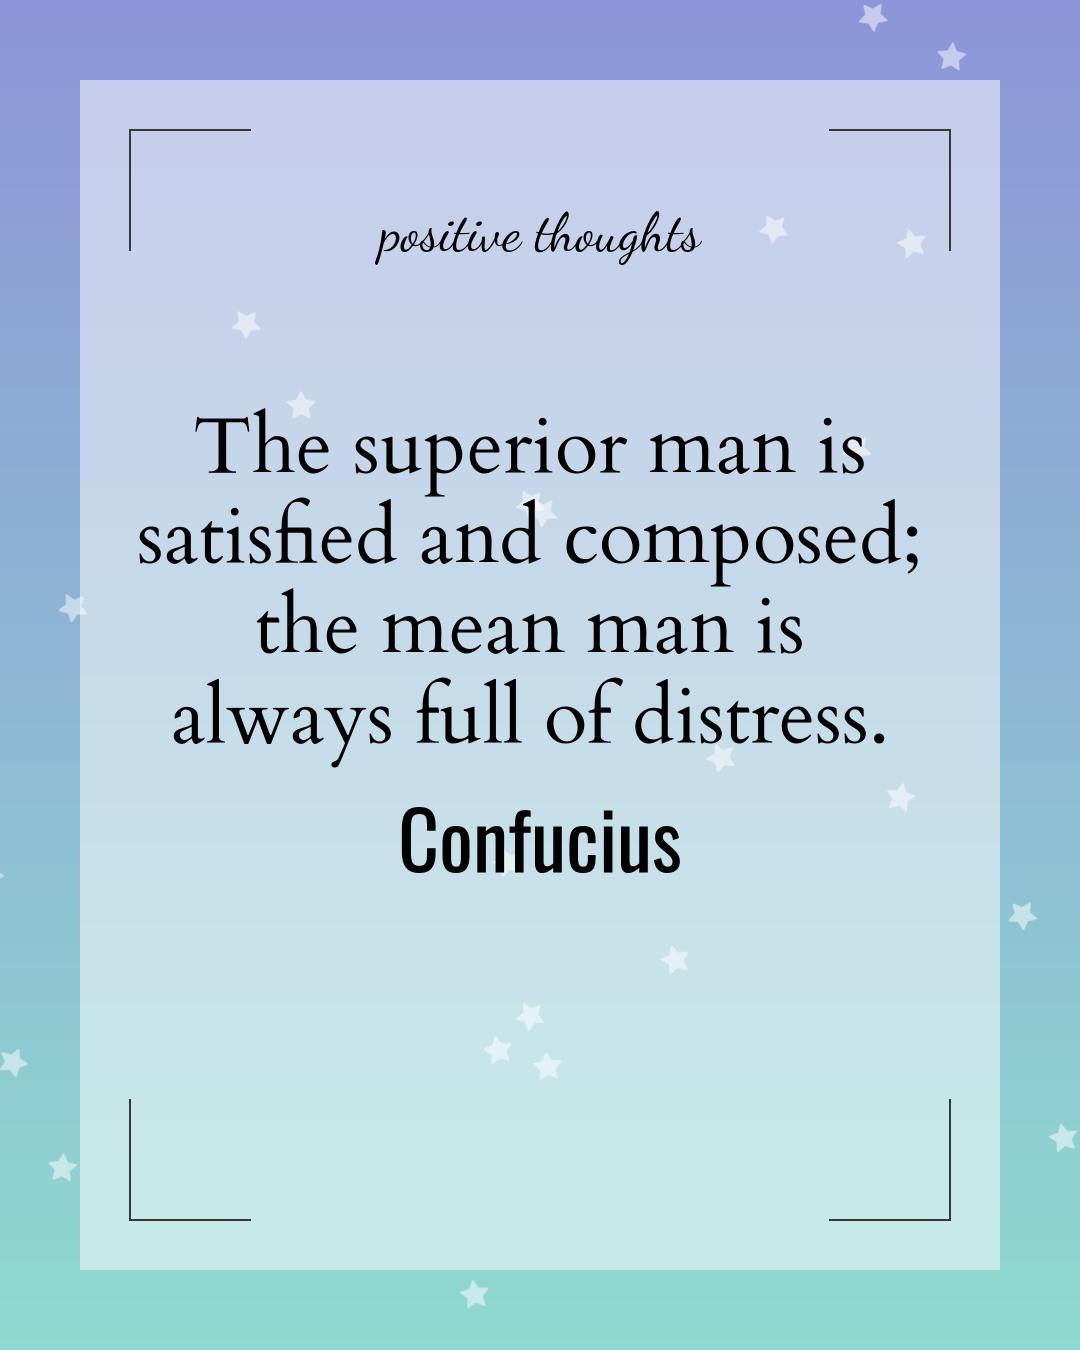 positive thoughts
The superior man is
satisfied and composed;
the mean man is
always full of distress.
Confucius